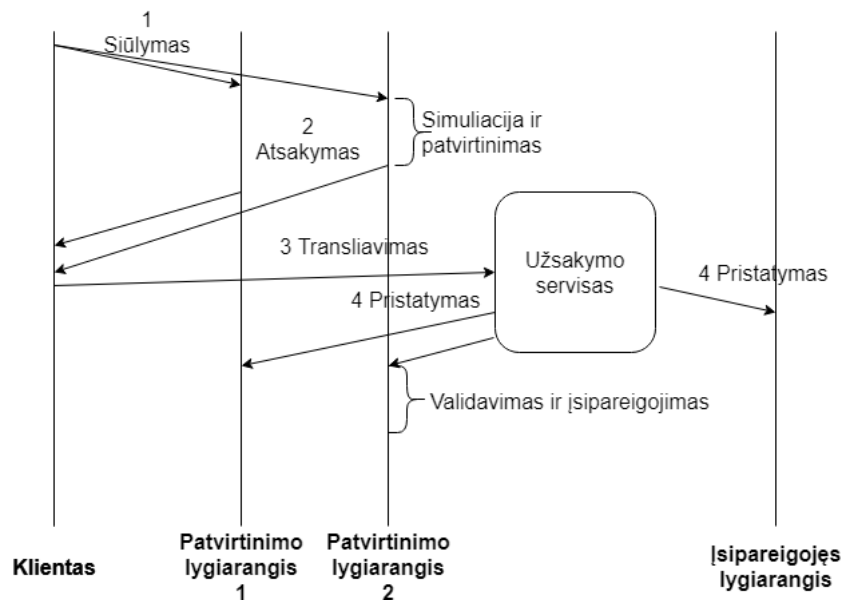 1
Siūlymas
2
Atsakymas
Simuliacija ir
patvirtinimas
3 Transliavimas
Užsakymo
servisas
4 Pristatymas
4 Pristatymas
Validavimas ir įsipareigojimas
Klientas
Patvirtinimo
lygiarangis
1
Patvirtinimo
lygiarangis
2
Įsipareigojęs
lygiarangis